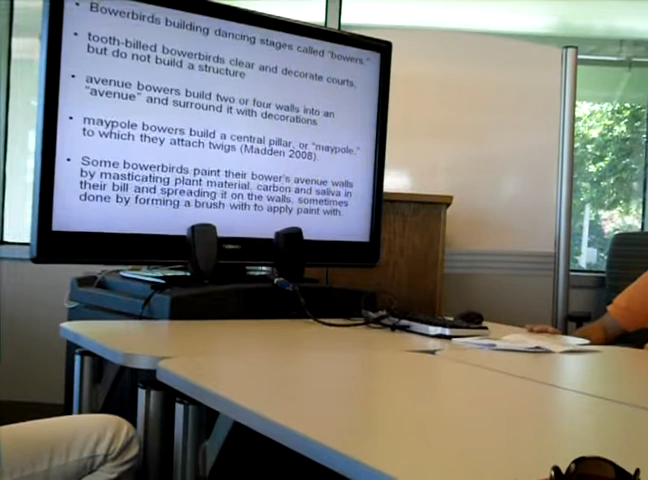 • Bowerbirds building dancing stages called "bowers."
• tooth-billed bowerbirds clear and decorate courts,
but do not build a structure
• avenue bowers build two or four walls into an
"avenue" and surround it with decorations
• maypole bowers build a central pillar, or "maypole,"
to which they attach twigs (Madden 2008).
• Some bowerbirds paint their bower's avenue walls
by masticating plant material, carbon and saliva in
their bill and spreading it on the walls, sometimes
done by forming a brush with to apply paint with.